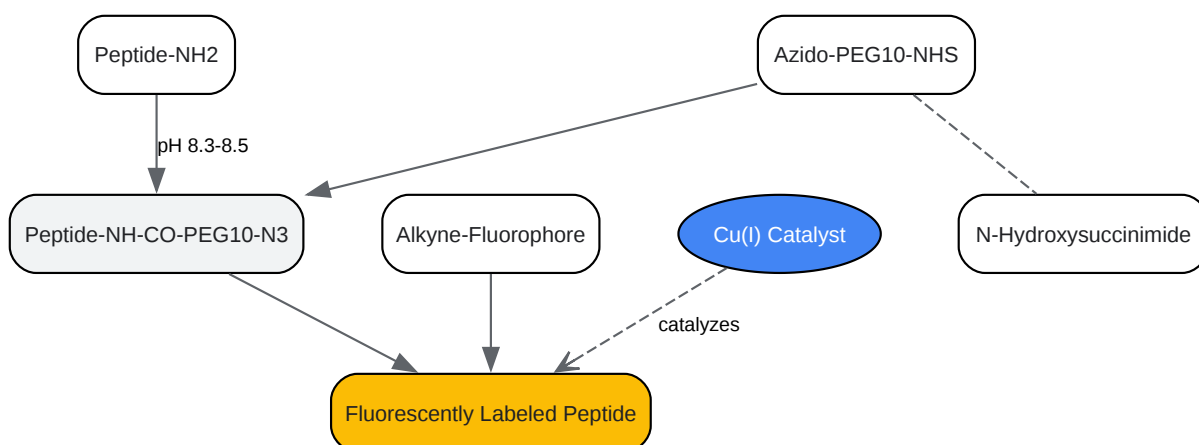 Peptide-NH2
Azido-PEG10-NHS
pH 8.3-8.5
Peptide-NH-CO-PEG10-N3
Alkyne-Fluorophore
Cu(I) Catalyst
N-Hydroxysuccinimide
catalyzes
Fluorescently Labeled Peptide